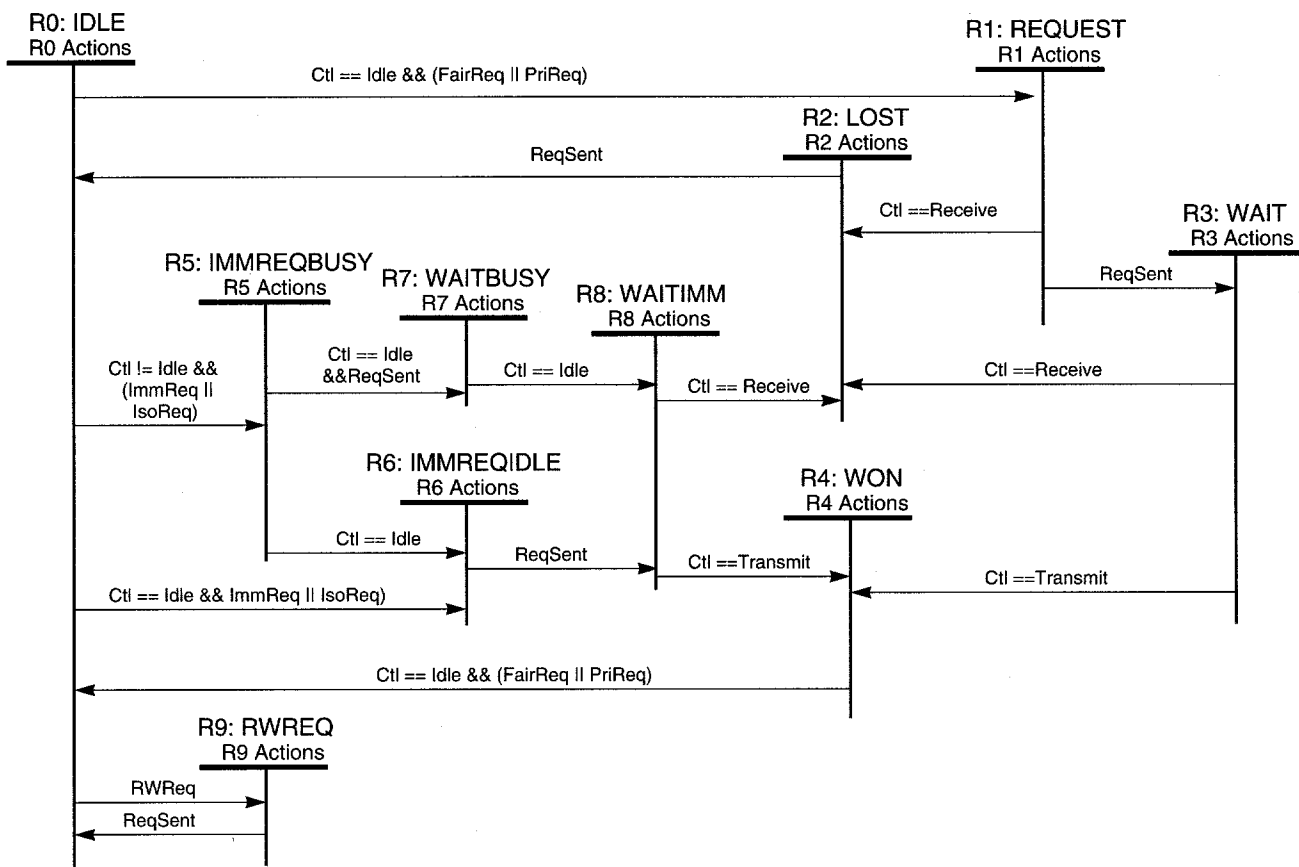 R0: IDLE
R0 Actions
R1: REQUEST
R1 Actions
Ctl == Idle && (FairReq || PriReq)
R2: LOST
R2 Actions
ReqSent
Ctl ==Receive
R3: WAIT
R3 Actions
R5: IMMREQBUSY
R5 Actions
R7: WAITBUSY
R7 Actions
R8: WAITIMM
R8 Actions
ReqSent
Ctl != Idle &&
(ImmReq ||
IsoReq)
Ctl == Idle
&&ReqSent
Ctl == Idle
Ctl == Receive
Ctl ==Receive
R6: IMMREQIDLE
R6 Actions
R4: WON
R4 Actions
Ctl == Idle
ReqSent
Ctl ==Transmit
Ctl ==Transmit
Ctl == Idle && ImmReq || IsoReq)
Ctl == Idle && (FairReq || PriReq)
R9: RWREQ
R9 Actions
RWReq
ReqSent